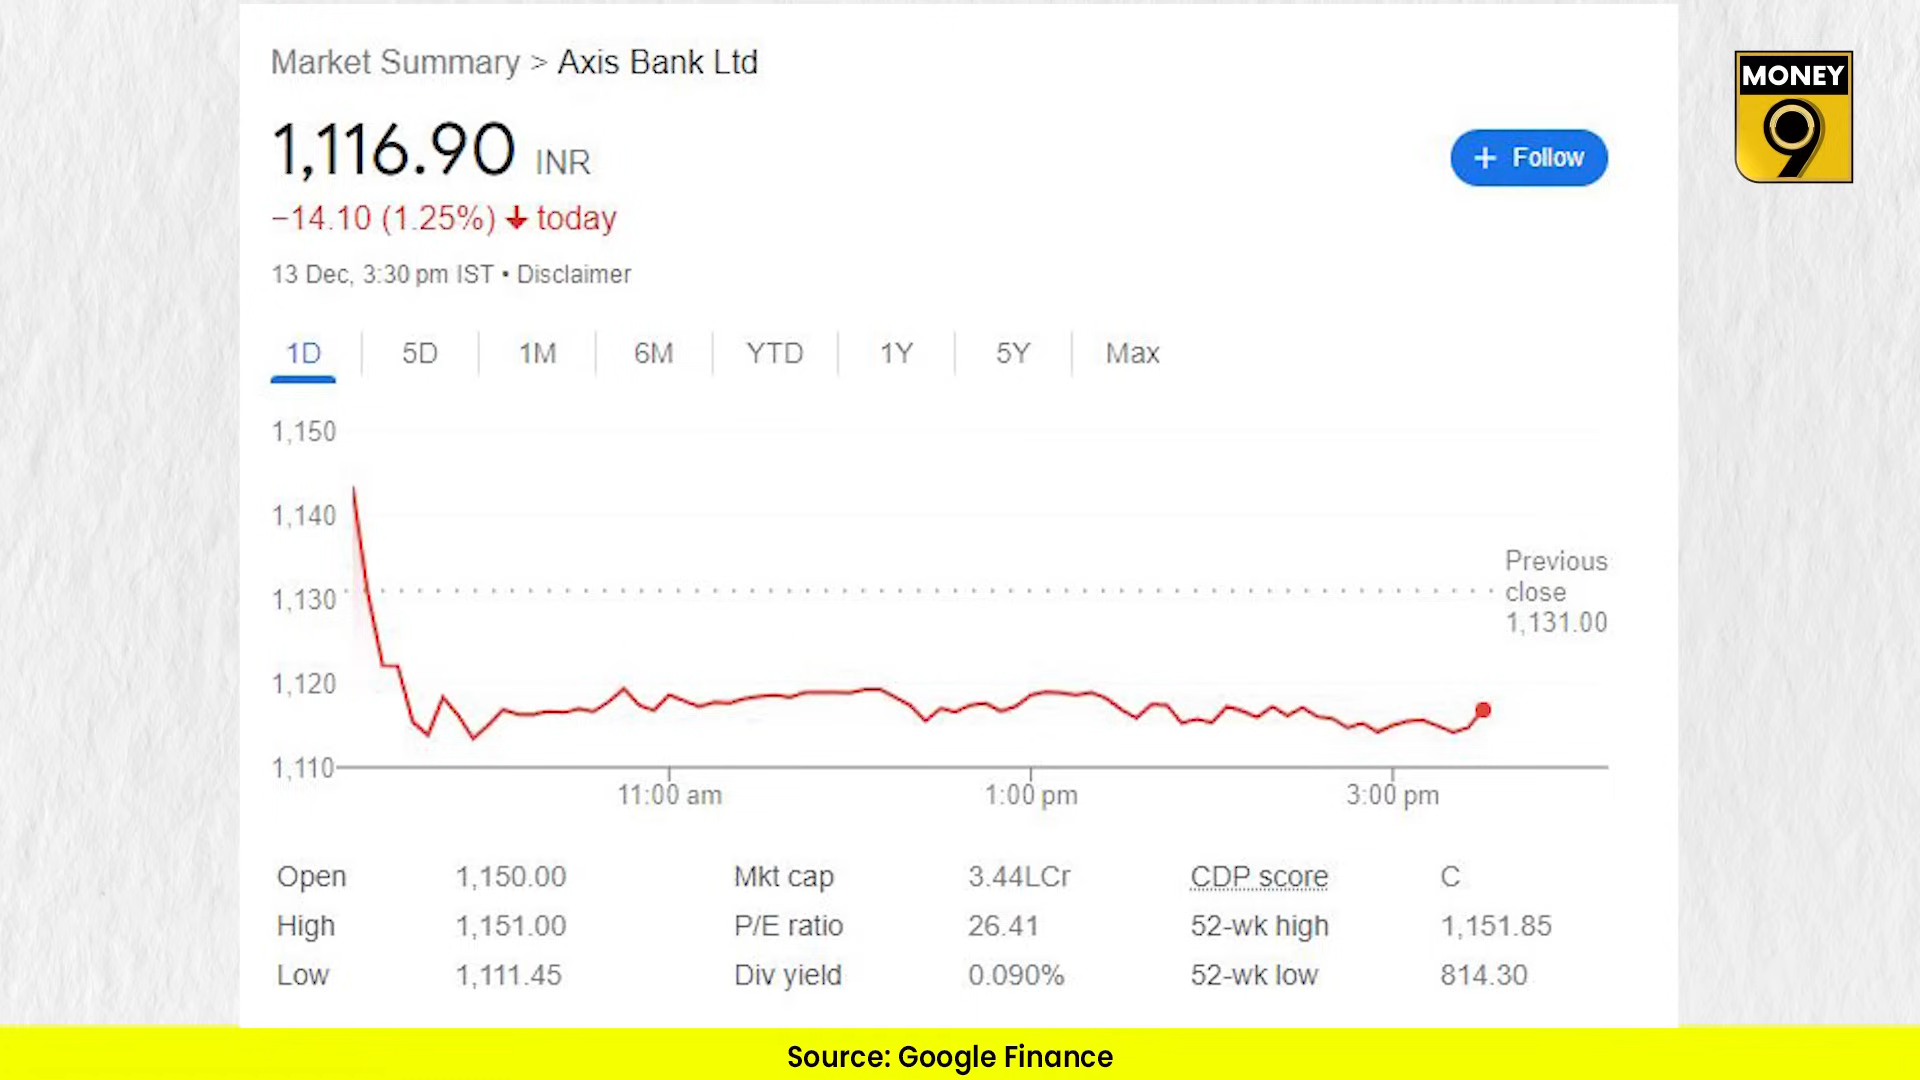 Market Summary > Axis Bank Ltd
MONEY
9
1,116.90 INR
+ Follow
−14.10 (1.25%) ↓ today
13 Dec, 3:30 pm IST • Disclaimer
1D 5D 1M 6M YTD 1Y 5Y Max
1,150
1,140
1,130
1,120
1,110
Previous
close
1,131.00
11:00 am 1:00 pm 3:00 pm
Open 1,150.00 Mkt cap 3.44LCr CDP score C
High 1,151.00 P/E ratio 26.41 52-wk high 1,151.85
Low 1,111.45 Div yield 0.090% 52-wk low 814.30
Source: Google Finance